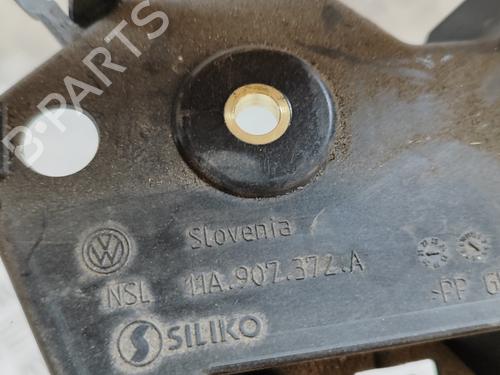 B-PARTS
Slovenia
NSL 11A.907.372.A
>PP G
SILIKO